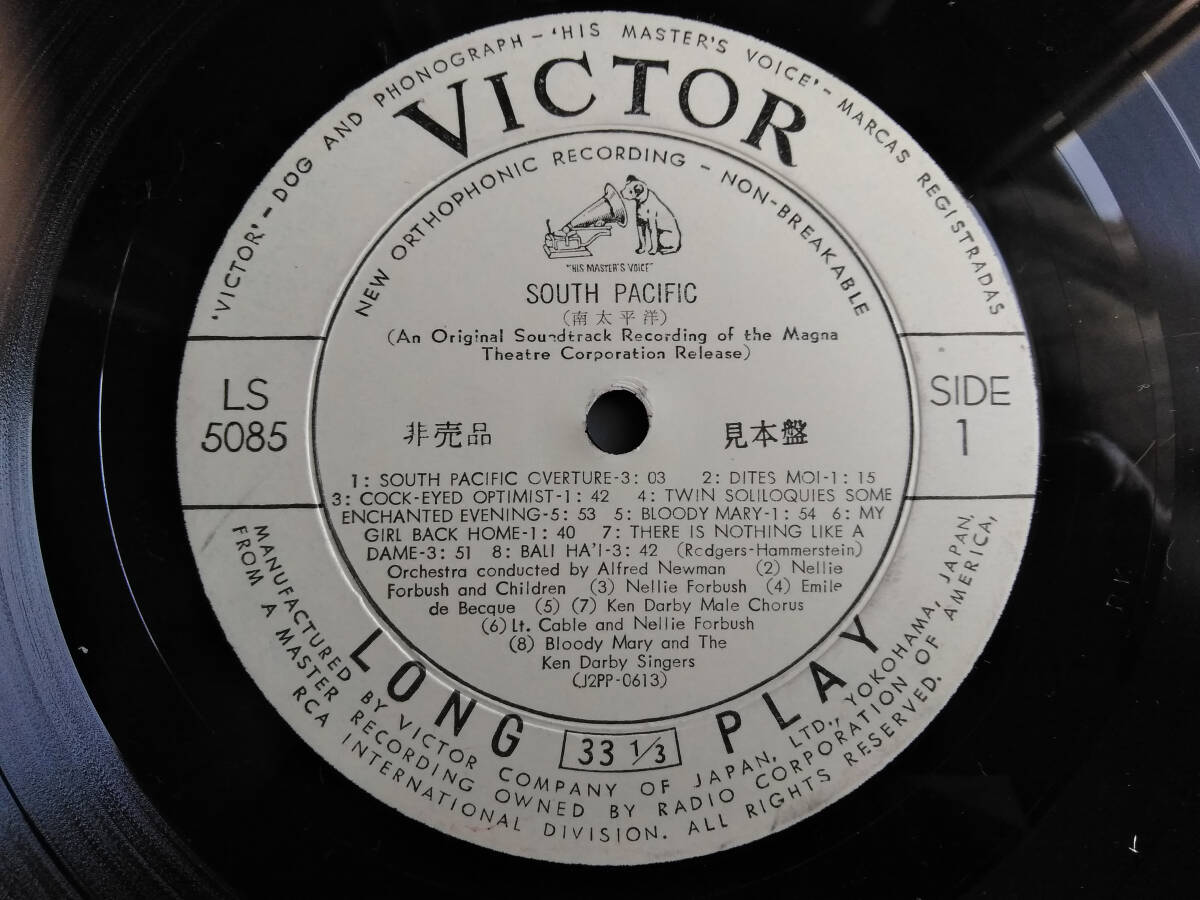 'VICTOR' - DOG AND PHONOGRAPH - 'HIS MASTER'S VOICE' - MARCAS REGISTRADAS
VICTOR
NEW ORTHOPHONIC RECORDING - NON-BREAKABLE
"HIS MASTER'S VOICE"
SOUTH PACIFIC
(南太平洋)
(An Original Soundtrack Recording of the Magna
Theatre Corporation Release)
LS
5085
SIDE
1
非売品 見本盤
1: SOUTH PACIFIC OVERTURE-3: 03 2: DITES MOI-1: 15
3: COCK-EYED OPTIMIST-1: 42 4: TWIN SOLILOQUIES SOME
ENCHANTED EVENING-5: 53 5: BLOODY MARY-1: 54 6: MY
GIRL BACK HOME-1: 40 7: THERE IS NOTHING LIKE A
DAME-3: 51 8: BALI HA'I-3: 42 (Rodgers-Hammerstein)
Orchestra conducted by Alfred Newman (2) Nellie
Forbush and Children (3) Nellie Forbush (4) Emile
de Becque (5) (7) Ken Darby Male Chorus
(6) Lt. Cable and Nellie Forbush
(8) Bloody Mary and The
Ken Darby Singers
(J2PP-0613)
LONG 33 1/3 PLAY
MANUFACTURED BY VICTOR COMPANY OF JAPAN, LTD., YOKOHAMA, JAPAN,
FROM A MASTER RECORDING OWNED BY RADIO CORPORATION OF AMERICA,
RCA INTERNATIONAL DIVISION. ALL RIGHTS RESERVED.